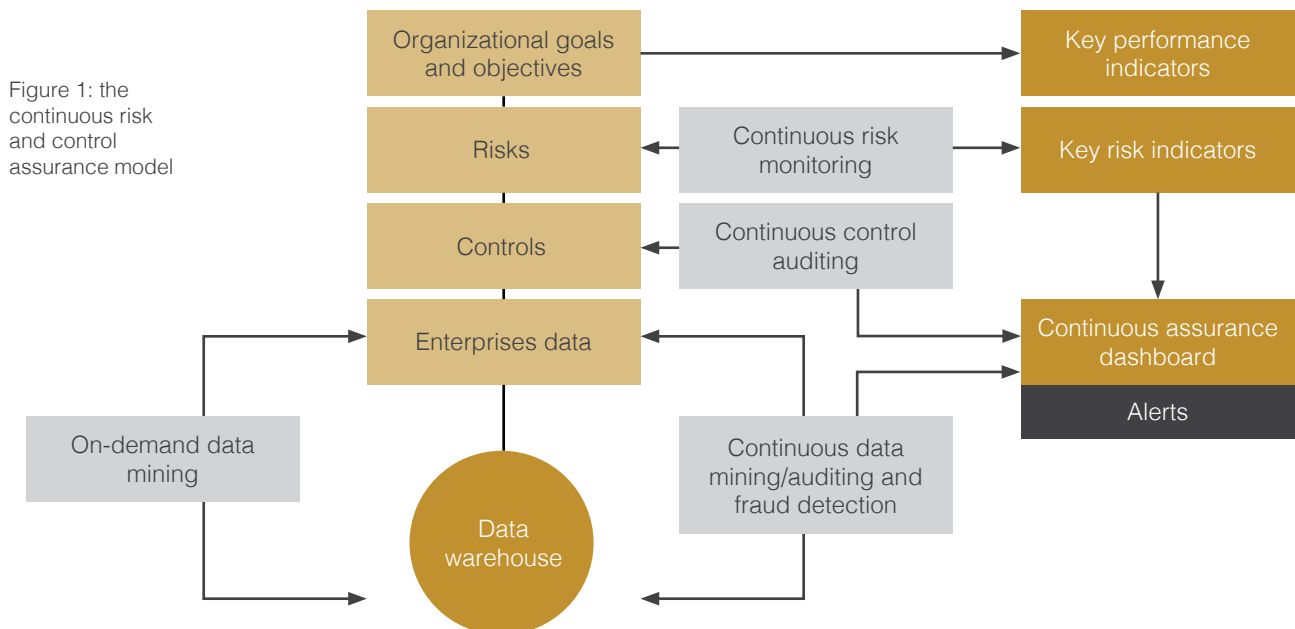 Figure 1: the
continuous risk
and control
assurance model
Organizational goals
and objectives
Key performance
indicators
Risks
Continuous risk
monitoring
Key risk indicators
Controls
Continuous control
auditing
Enterprises data
Continuous assurance
dashboard
Alerts
On-demand data
mining
Continuous data
mining/auditing and
fraud detection
Data
warehouse